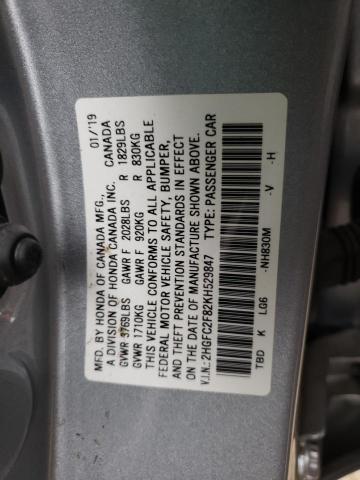 MFD. BY HONDA OF CANADA MFG., 01/'19
A DIVISION OF HONDA CANADA INC. CANADA
GVWR 3769LBS GAWR F 2028LBS R 1829LBS
GVWR 1710KG GAWR F 920KG R 830KG
THIS VEHICLE CONFORMS TO ALL APPLICABLE
FEDERAL MOTOR VEHICLE SAFETY, BUMPER,
AND THEFT PREVENTION STANDARDS IN EFFECT
ON THE DATE OF MANUFACTURE SHOWN ABOVE.
V.I.N.: 2HGFC2F82KH529847 TYPE: PASSENGER CAR
TBD K LG6 -NH830M -V -H